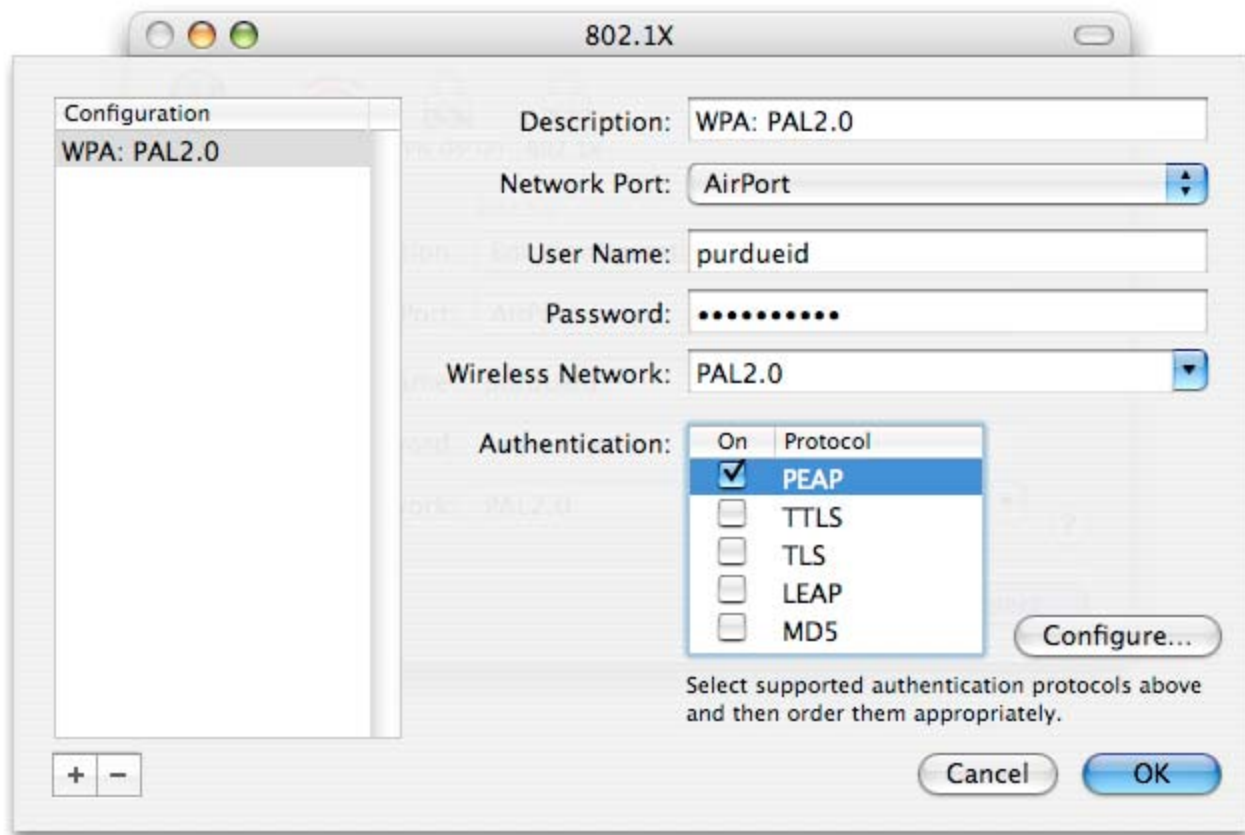 802.1X
Configuration
WPA: PAL2.0
Description: WPA: PAL2.0
Network Port: AirPort
User Name: purdueid
Password: ••••••••••
Wireless Network: PAL2.0
Authentication:
On Protocol
PEAP
TTLS
TLS
LEAP
MD5
Configure...
Select supported authentication protocols above
and then order them appropriately.
+ −
Cancel OK